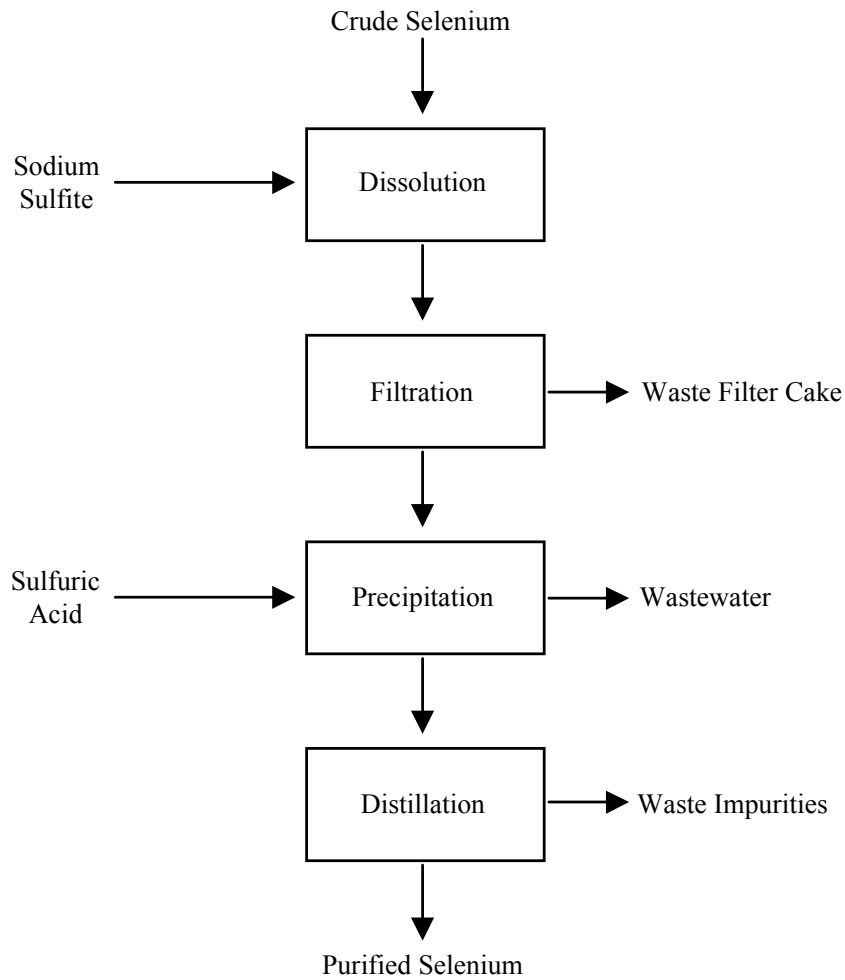 Crude Selenium
Sodium
Sulfite
Dissolution
Filtration
Waste Filter Cake
Sulfuric
Acid
Precipitation
Wastewater
Distillation
Waste Impurities
Purified Selenium